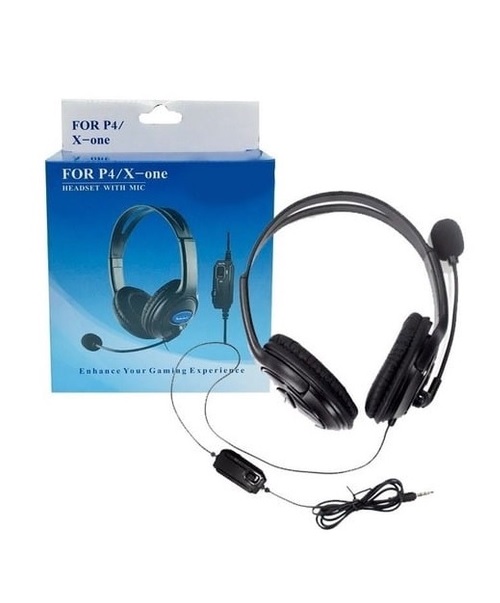 FOR P4/
X-one
FOR P4/X-one
HEADSET WITH MIC
Enhance Your Gaming Experience